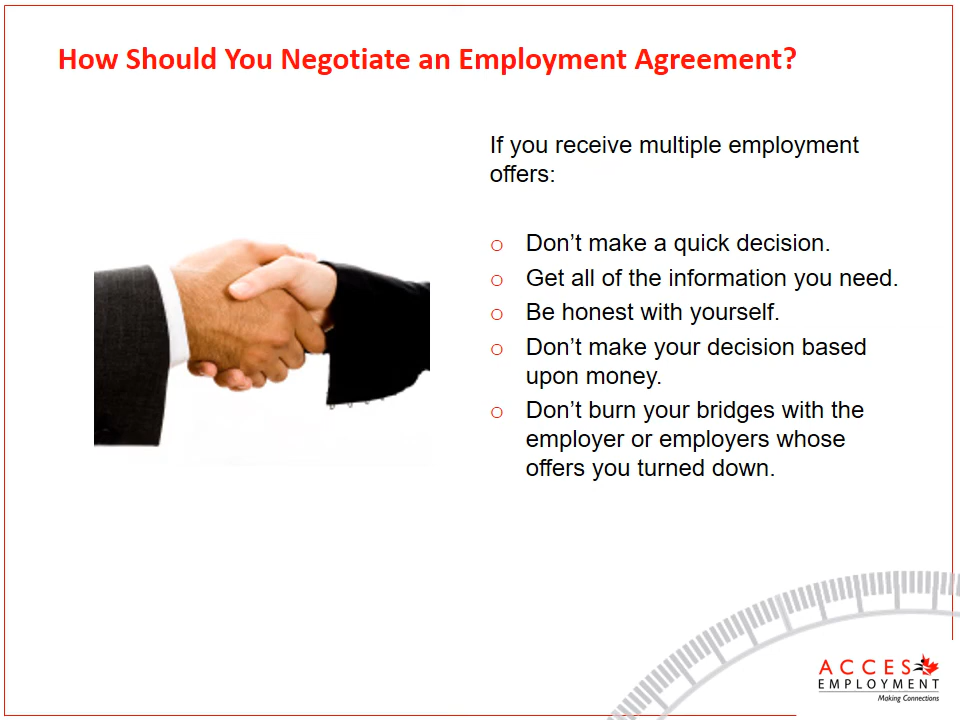 How Should You Negotiate an Employment Agreement?
If you receive multiple employment
offers:
o Don’t make a quick decision.
o Get all of the information you need.
o Be honest with yourself.
o Don’t make your decision based
upon money.
o Don’t burn your bridges with the
employer or employers whose
offers you turned down.
ACCES
EMPLOYMENT
Making Connections